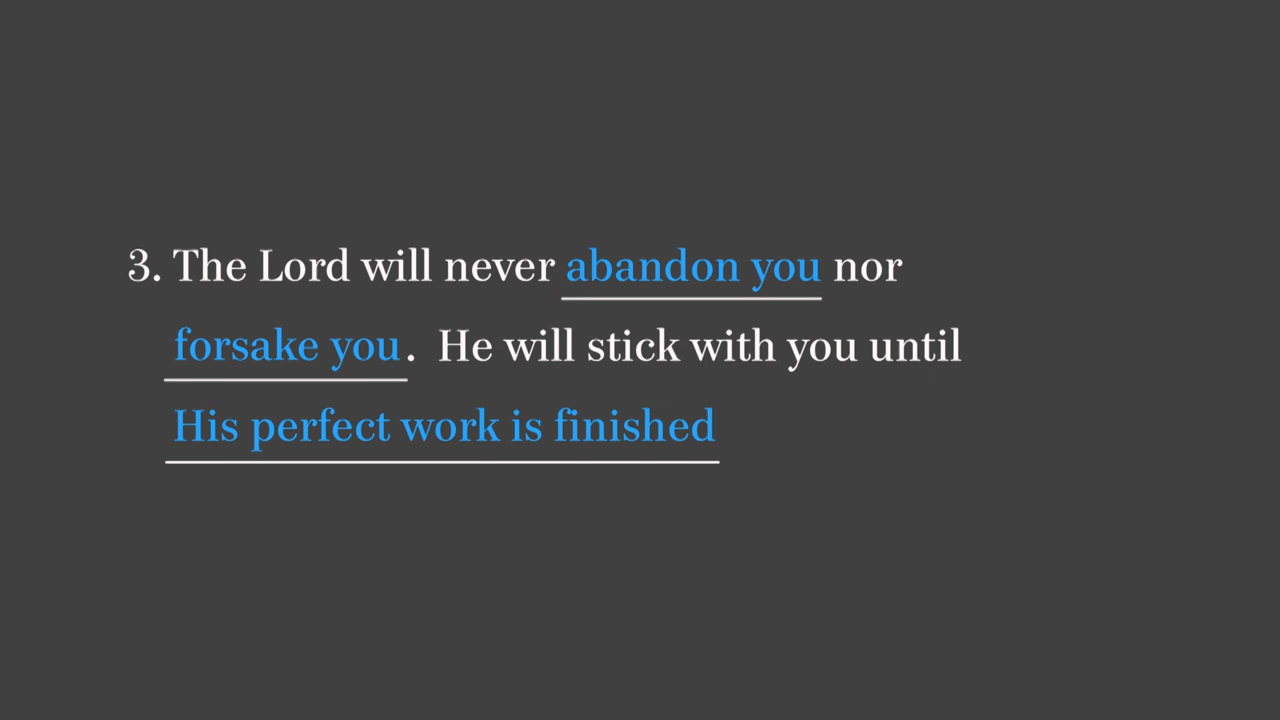 3. The Lord will never abandon you nor
forsake you.  He will stick with you until
His perfect work is finished